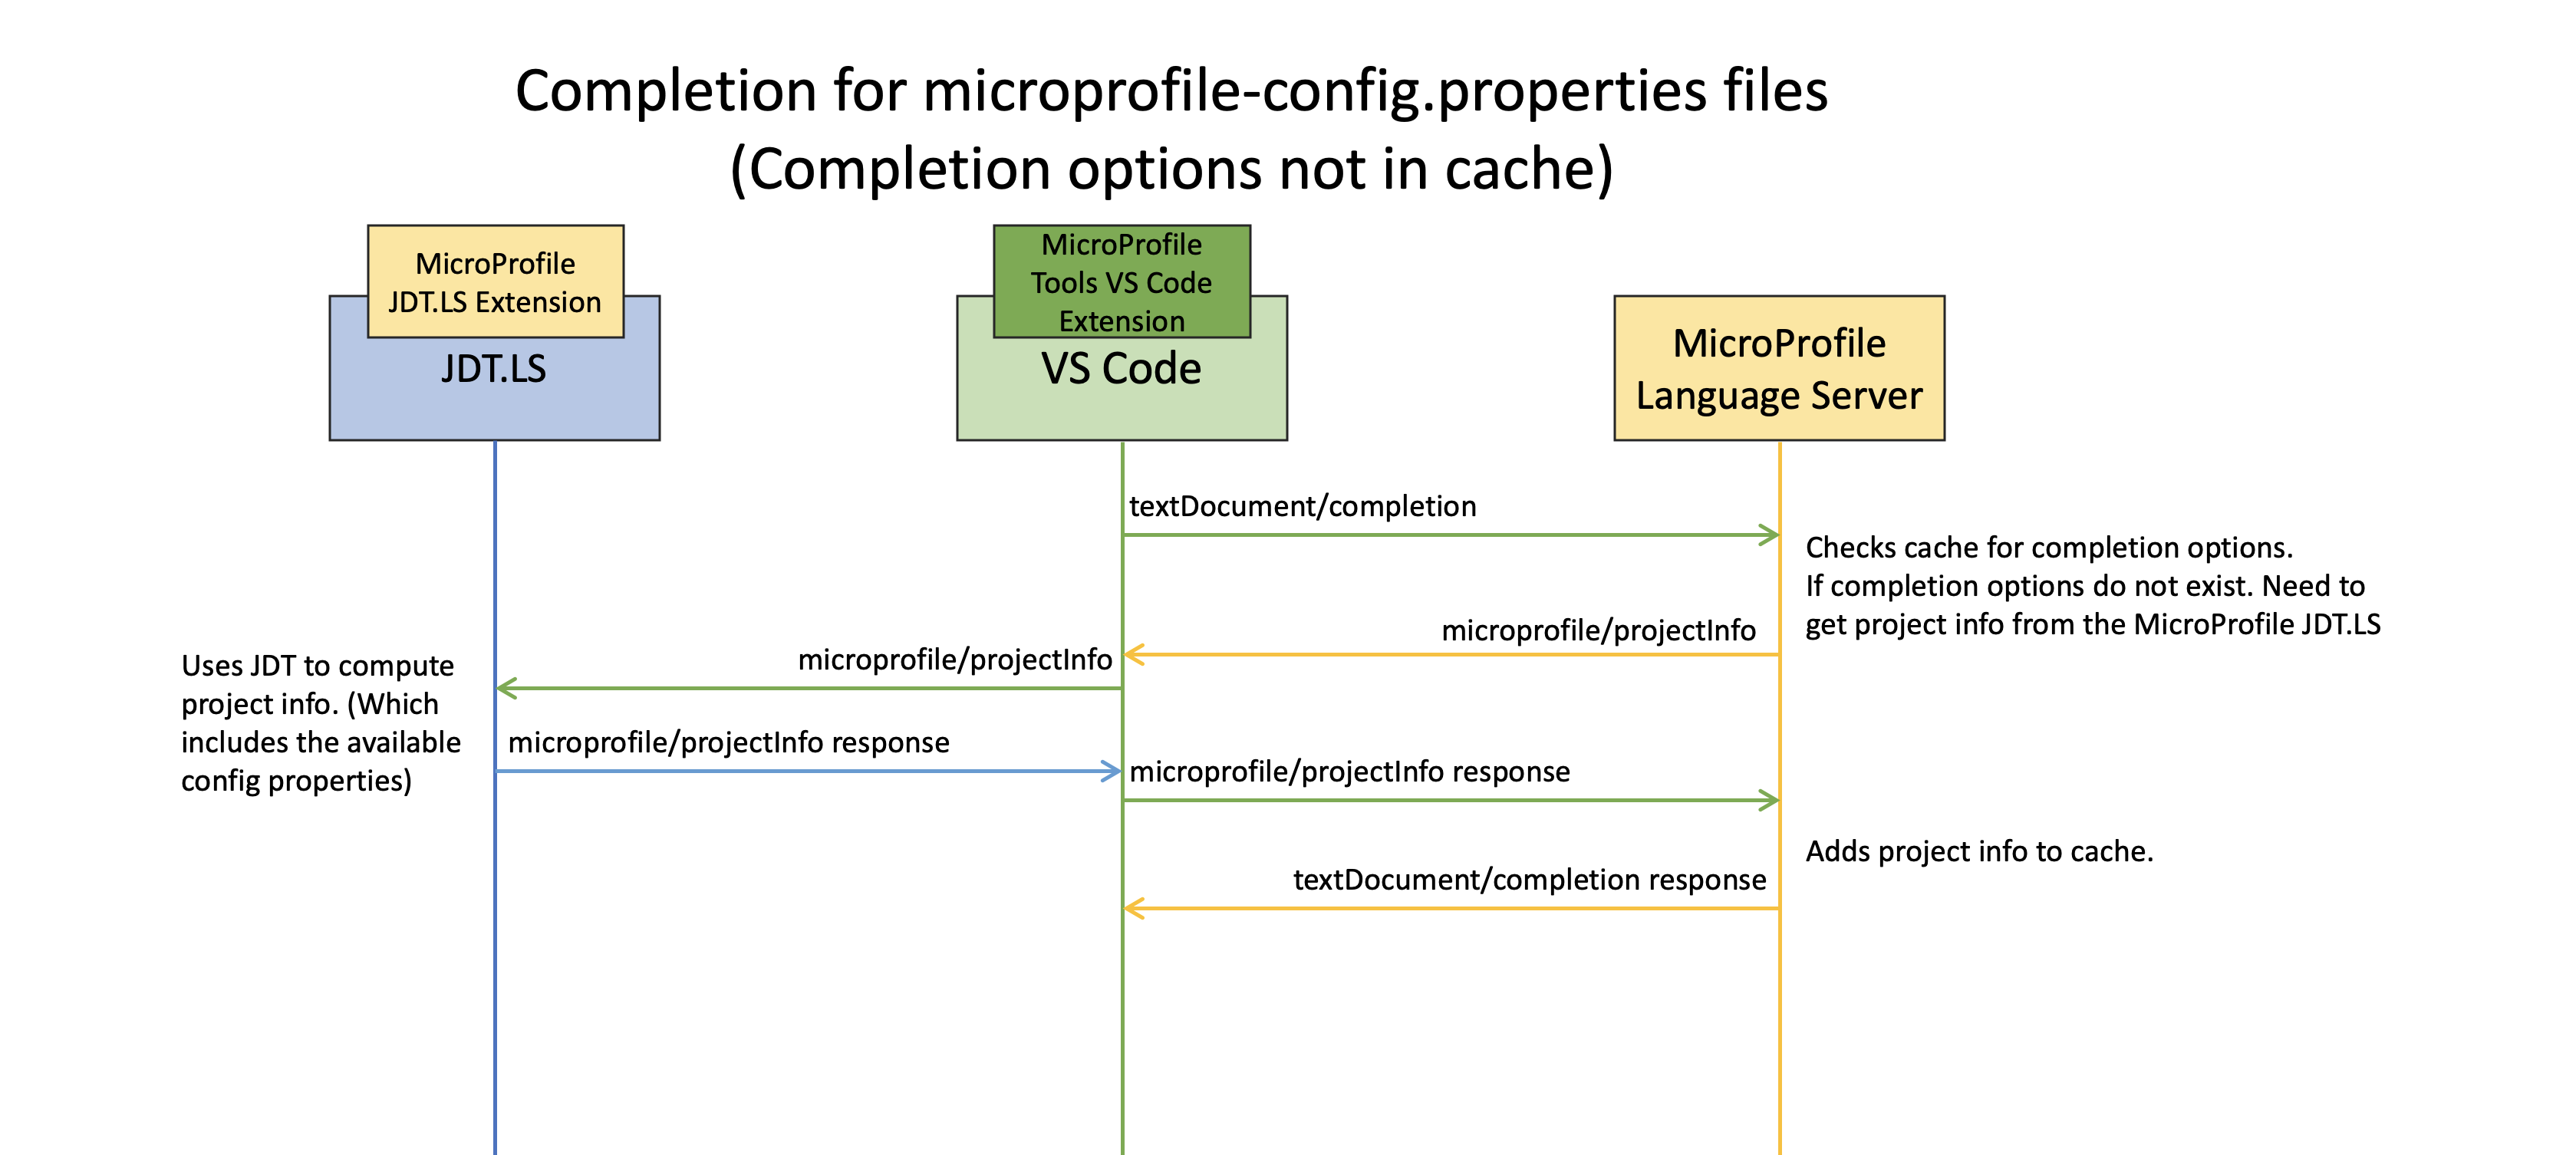 Completion for microprofile-config.properties files
(Completion options not in cache)
MicroProfile
JDT.LS Extension
JDT.LS
MicroProfile
Tools VS Code
Extension
VS Code
MicroProfile
Language Server
textDocument/completion
Checks cache for completion options.
If completion options do not exist. Need to
get project info from the MicroProfile JDT.LS
microprofile/projectInfo
microprofile/projectInfo
Uses JDT to compute
project info. (Which
includes the available
config properties)
microprofile/projectInfo response
microprofile/projectInfo response
Adds project info to cache.
textDocument/completion response